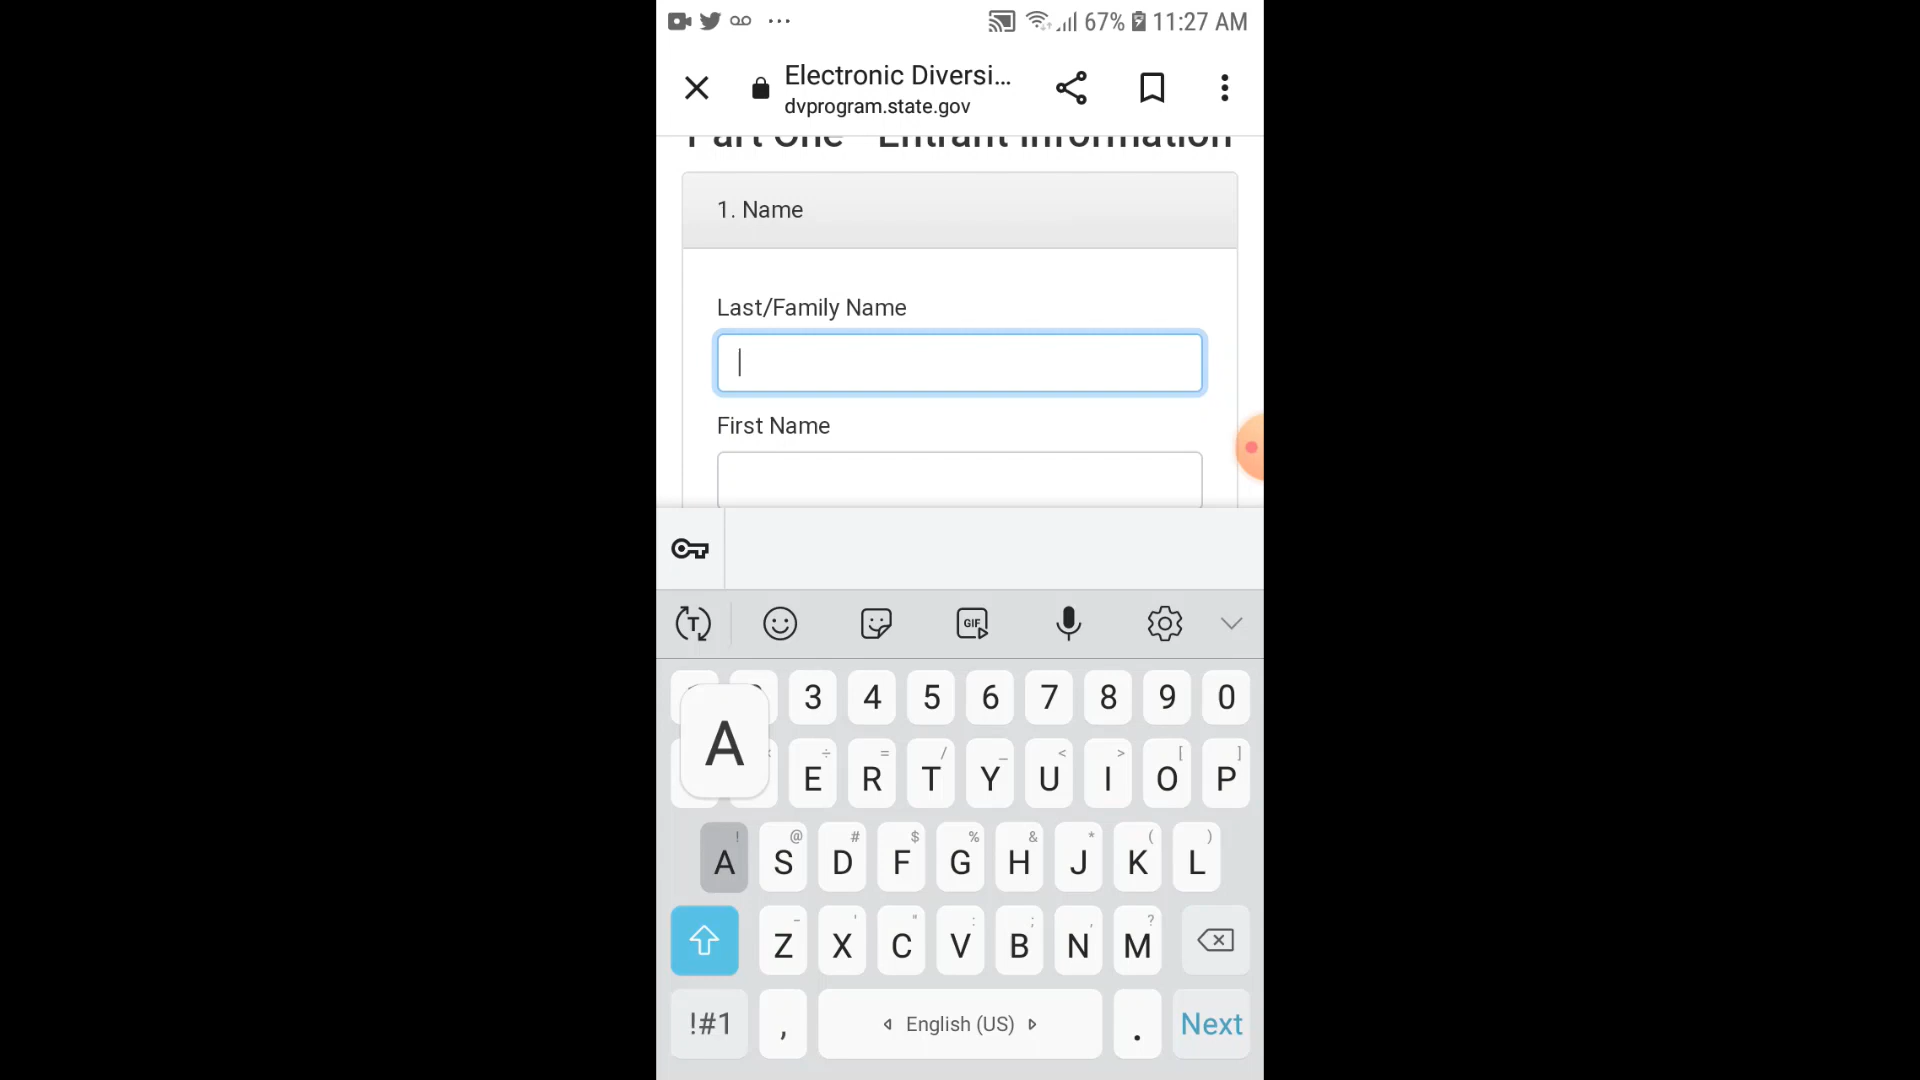 67% 11:27 AM
Electronic Diversi...
dvprogram.state.gov
Part One - Entrant Information
1. Name
Last/Family Name
First Name
T GIF
3 4 5 6 7 8 9 0
A
÷ = / _ < > [ ]
E R T Y U I O P
! @ # $ % & * ( )
A S D F G H J K L
- ' " : ; , ?
Z X C V B N M
!#1 , English (US) . Next